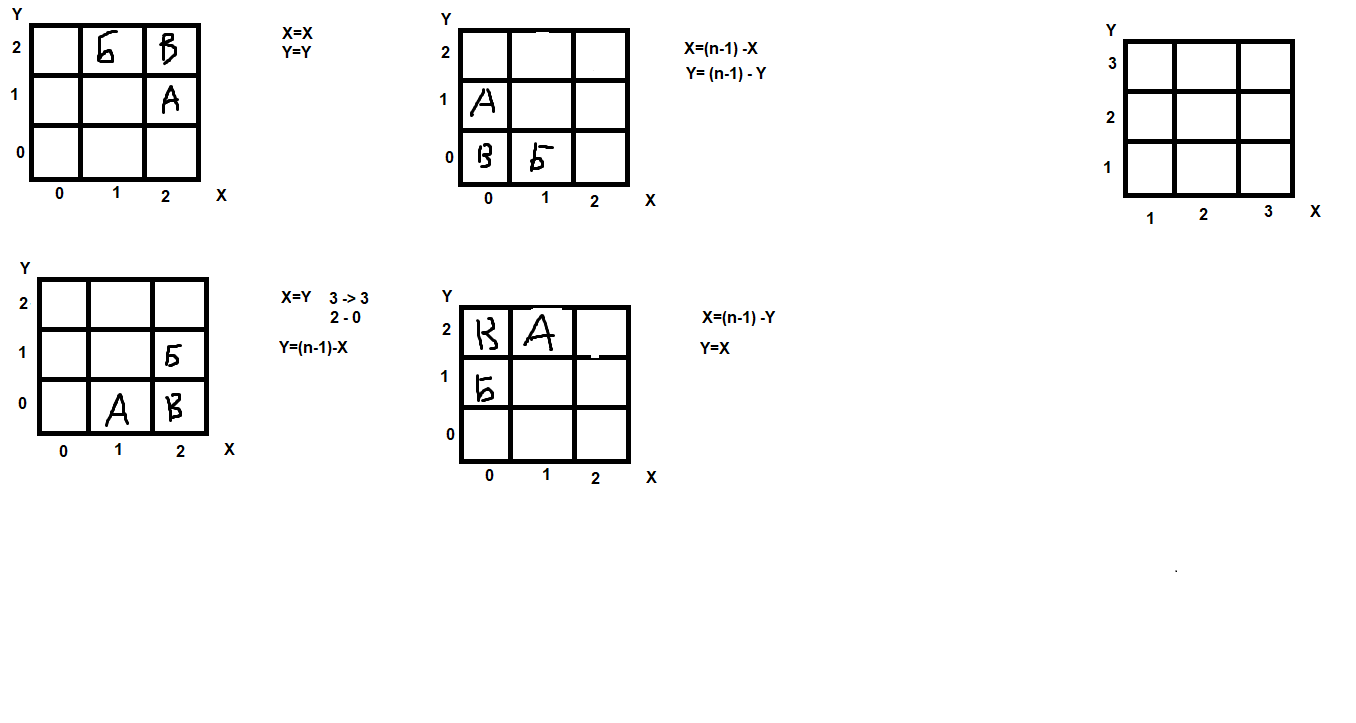 Y
2 Б В
1 А
0
0 1 2 X
X=X
Y=Y
Y
2
1 А
0 В Б
0 1 2 X
X=(n-1) -X
Y= (n-1) - Y
Y
3
2
1
1 2 3 X
Y
2
1 Б
0 А В
0 1 2 X
X=Y 3 -> 3
2 - 0
Y=(n-1)-X
Y
2 В А
1 Б
0
0 1 2 X
X=(n-1) -Y
Y=X